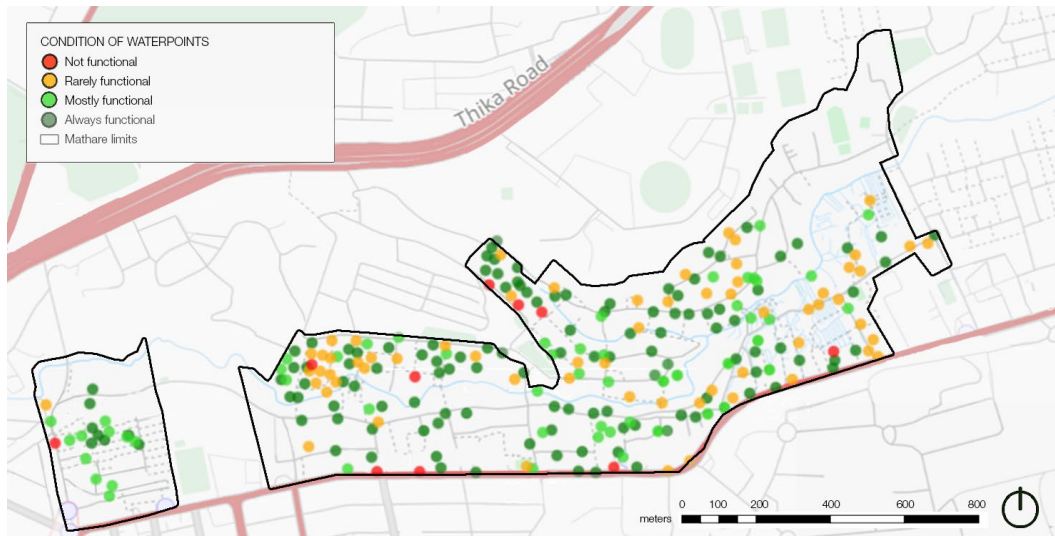 CONDITION OF WATERPOINTS
Not functional
Rarely functional
Mostly functional
Always functional
Mathare limits
Thika Road
0 100 200 400 600 800
meters